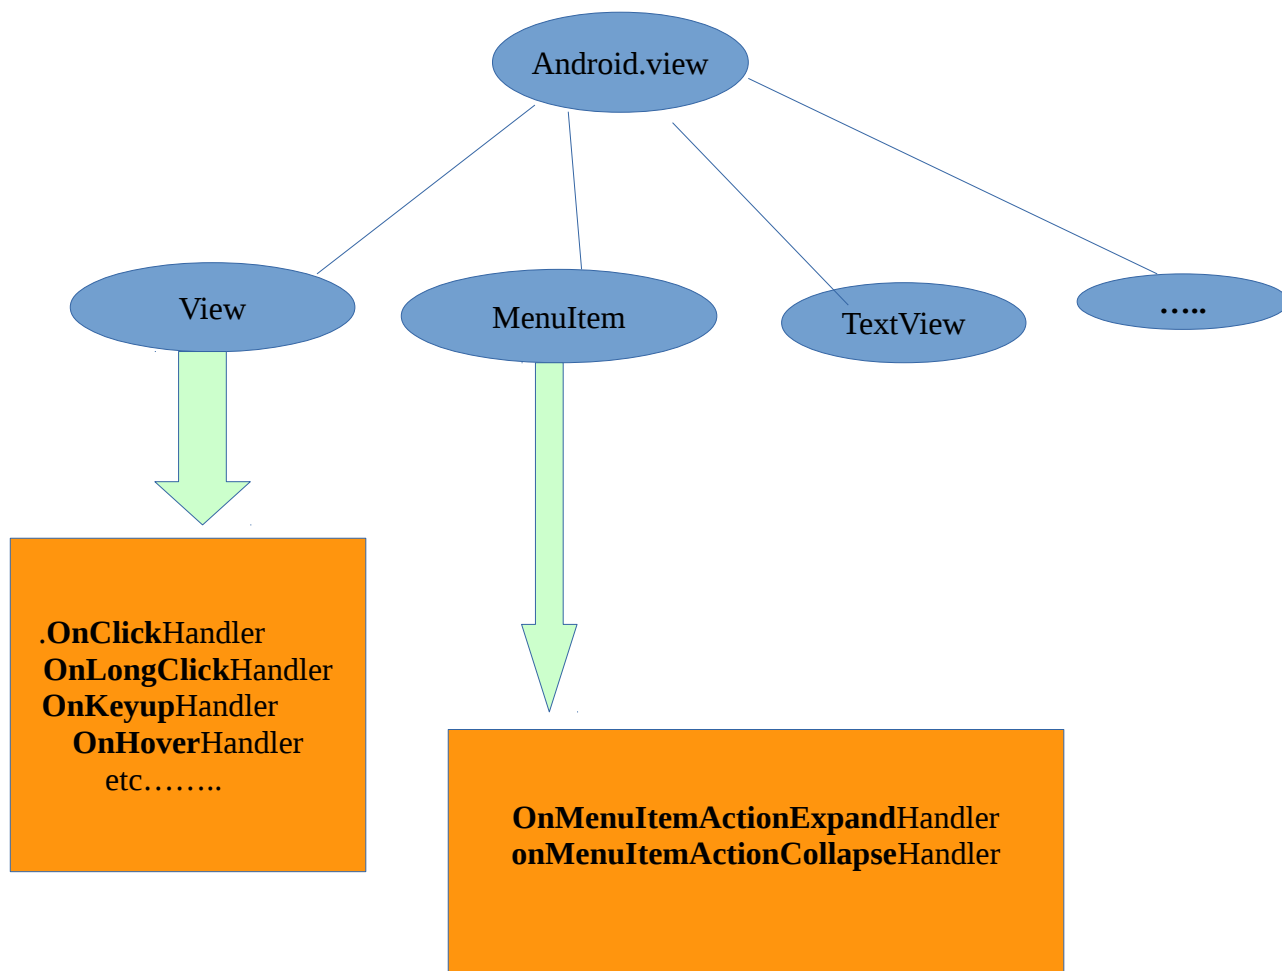 Android.view
View
MenuItem
TextView
…..
.OnClickHandler
OnLongClickHandler
OnKeyupHandler
OnHoverHandler
etc……..
OnMenuItemActionExpandHandler
onMenuItemActionCollapseHandler